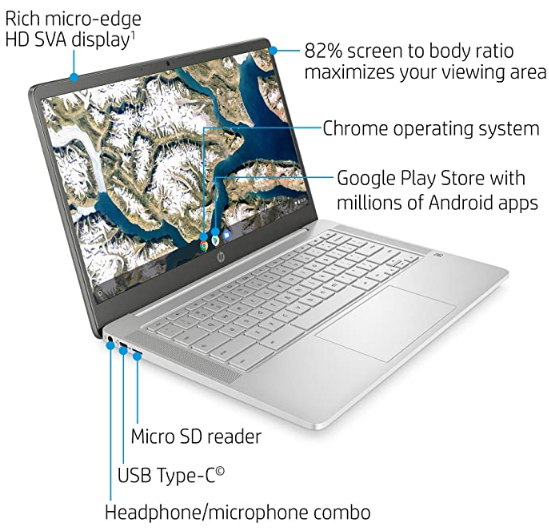 Rich micro-edge
HD SVA display¹
82% screen to body ratio
maximizes your viewing area
Chrome operating system
Google Play Store with
millions of Android apps
hp
Micro SD reader
USB Type-C©
Headphone/microphone combo